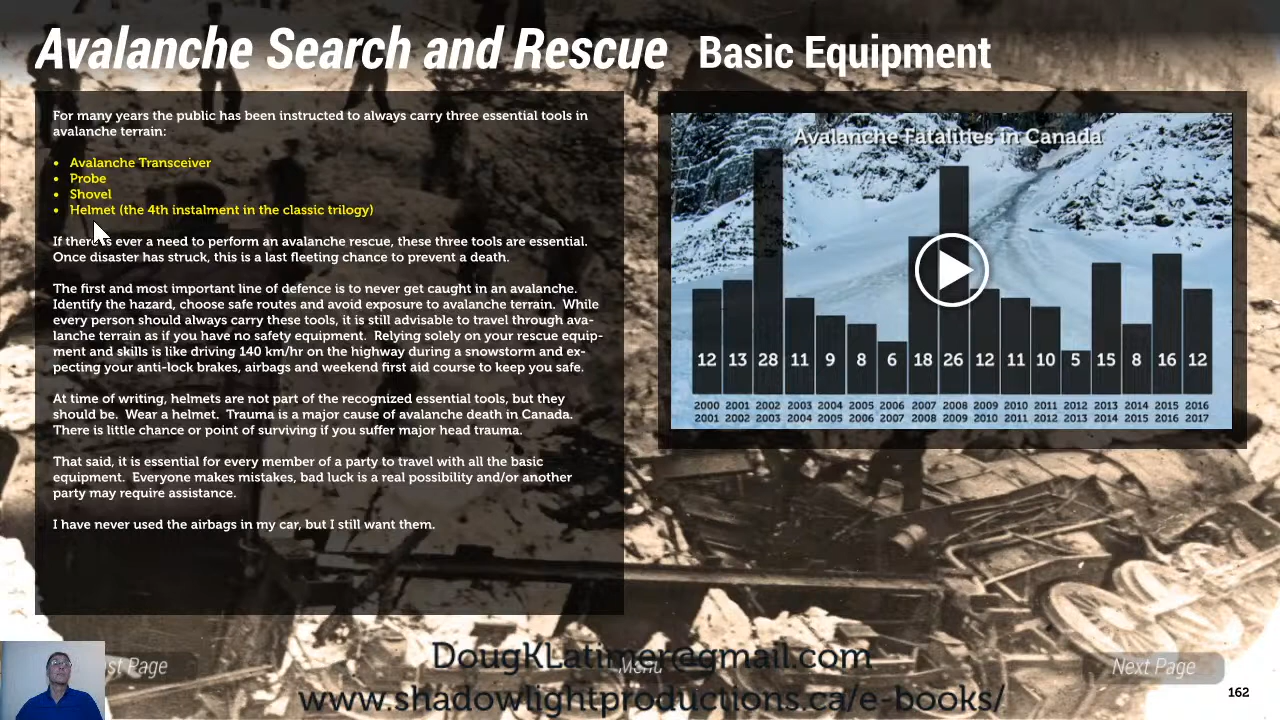 Avalanche Search and Rescue Basic Equipment
For many years the public has been instructed to always carry three essential tools in
avalanche terrain:
• Avalanche Transceiver
• Probe
• Shovel
• Helmet (the 4th instalment in the classic trilogy)
If there is ever a need to perform an avalanche rescue, these three tools are essential.
Once disaster has struck, this is a last fleeting chance to prevent a death.
The first and most important line of defence is to never get caught in an avalanche.
Identify the hazard, choose safe routes and avoid exposure to avalanche terrain. While
every person should always carry these tools, it is still advisable to travel through ava-
lanche terrain as if you have no safety equipment. Relying solely on your rescue equip-
ment and skills is like driving 140 km/hr on the highway during a snowstorm and ex-
pecting your anti-lock brakes, airbags and weekend first aid course to keep you safe.
At time of writing, helmets are not part of the recognized essential tools, but they
should be. Wear a helmet. Trauma is a major cause of avalanche death in Canada.
There is little chance or point of surviving if you suffer major head trauma.
That said, it is essential for every member of a party to travel with all the basic
equipment. Everyone makes mistakes, bad luck is a real possibility and/or another
party may require assistance.
I have never used the airbags in my car, but I still want them.
Avalanche Fatalities in Canada
12 13 28 11 9 8 6 18 26 12 11 10 5 15 8 16 12
2000 2001 2002 2003 2004 2005 2006 2007 2008 2009 2010 2011 2012 2013 2014 2015 2016
2001 2002 2003 2004 2005 2006 2007 2008 2009 2010 2011 2012 2013 2014 2015 2016 2017
st Page Menu Next Page
DougKLatimer@gmail.com
www.shadowlightproductions.ca/e-books/
162